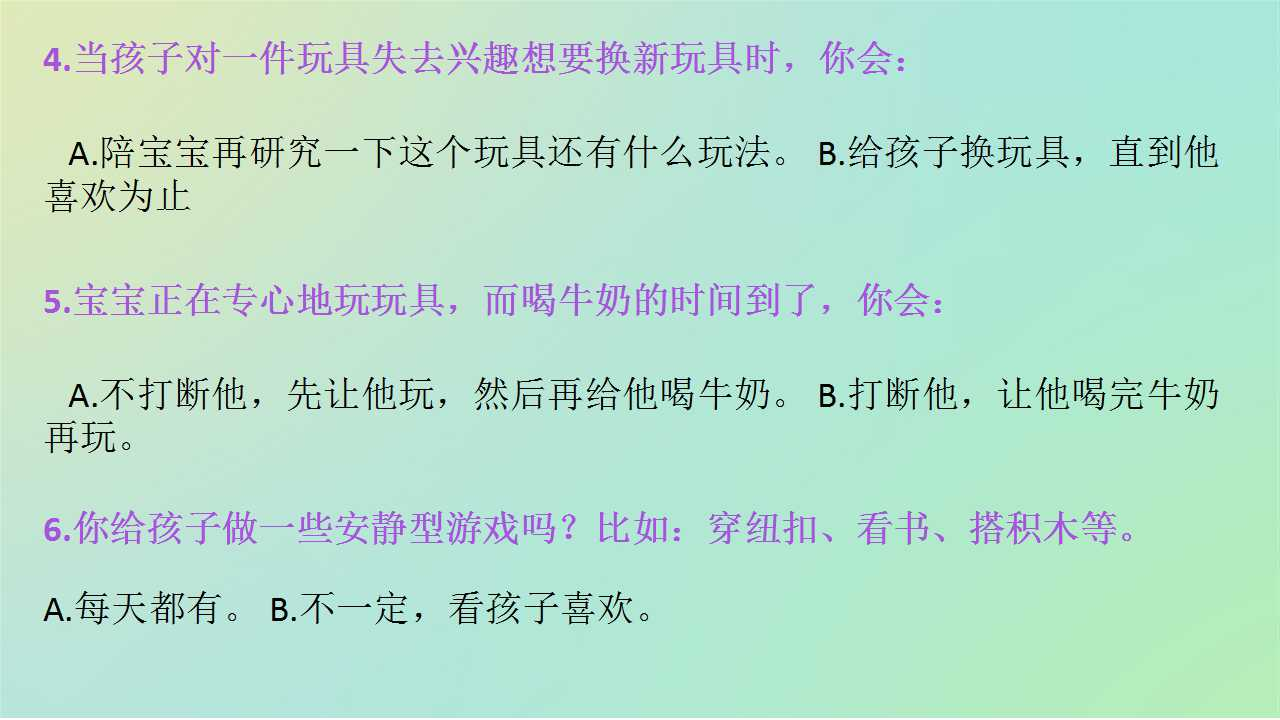 4.当孩子对一件玩具失去兴趣想要换新玩具时，你会：
A.陪宝宝再研究一下这个玩具还有什么玩法。 B.给孩子换玩具，直到他
喜欢为止
5.宝宝正在专心地玩玩具，而喝牛奶的时间到了，你会：
A.不打断他，先让他玩，然后再给他喝牛奶。 B.打断他，让他喝完牛奶
再玩。
6.你给孩子做一些安静型游戏吗？比如：穿纽扣、看书、搭积木等。
A.每天都有。 B.不一定，看孩子喜欢。